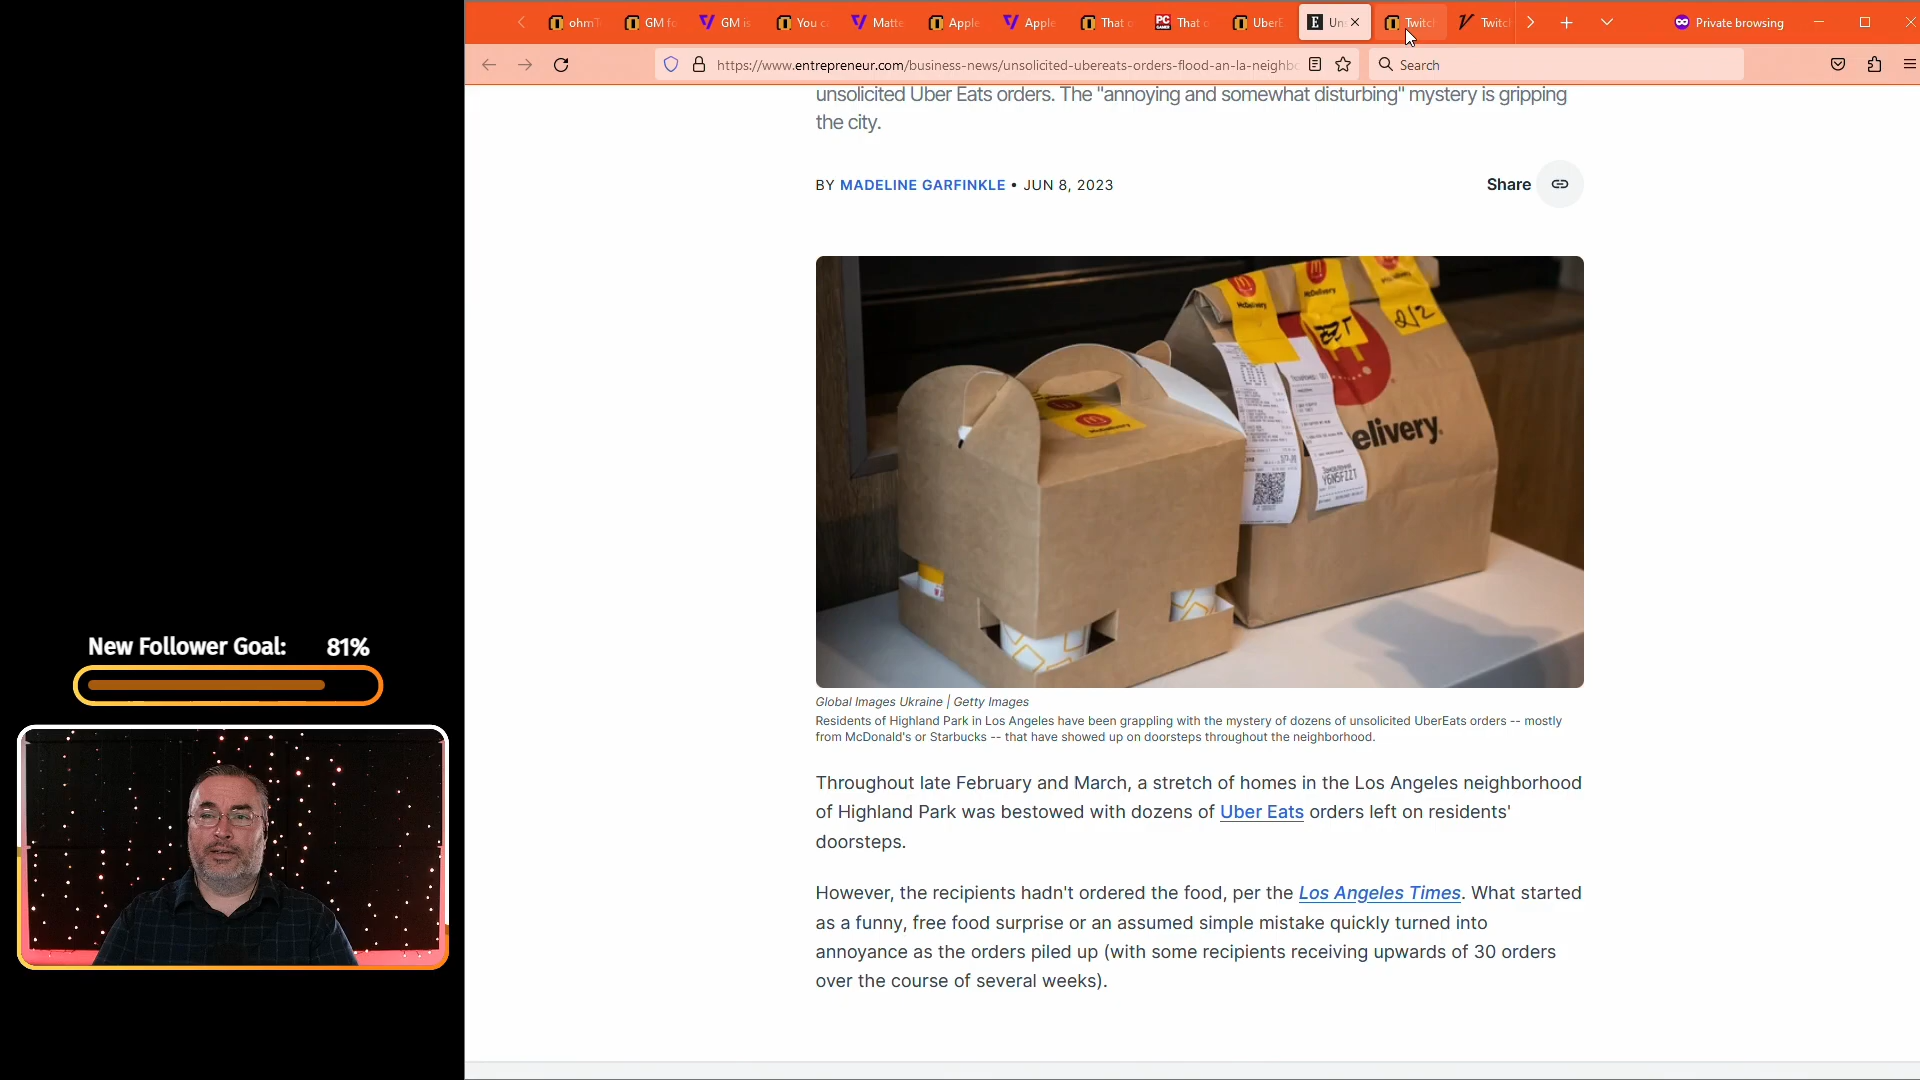 ohmT
GM fo
GM is
You c
Matte
Apple
Apple
That o
That o
UberE
Uns
Twitch
Twitc
Private browsing
https://www.entrepreneur.com/business-news/unsolicited-ubereats-orders-flood-an-la-neighbo
Search
unsolicited Uber Eats orders. The "annoying and somewhat disturbing" mystery is gripping
the city.
BY MADELINE GARFINKLE • JUN 8, 2023
Share
McDelivery
McDelivery
2/2
McDelivery
elivery.
Y6N5FZZT
Global Images Ukraine | Getty Images
Residents of Highland Park in Los Angeles have been grappling with the mystery of dozens of unsolicited UberEats orders -- mostly
from McDonald's or Starbucks -- that have showed up on doorsteps throughout the neighborhood.
Throughout late February and March, a stretch of homes in the Los Angeles neighborhood
of Highland Park was bestowed with dozens of Uber Eats orders left on residents'
doorsteps.
However, the recipients hadn't ordered the food, per the Los Angeles Times. What started
as a funny, free food surprise or an assumed simple mistake quickly turned into
annoyance as the orders piled up (with some recipients receiving upwards of 30 orders
over the course of several weeks).
New Follower Goal: 81%